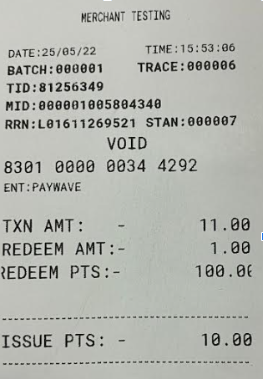 MERCHANT TESTING
DATE:25/05/22 TIME:15:53:06
BATCH:000001 TRACE:000006
TID:81256349
MID:000001005804340
RRN:L01611269521 STAN:000007
VOID
8301 0000 0034 4292
ENT:PAYWAVE
TXN AMT: - 11.00
REDEEM AMT:- 1.00
REDEEM PTS:- 100.00
ISSUE PTS: - 10.00